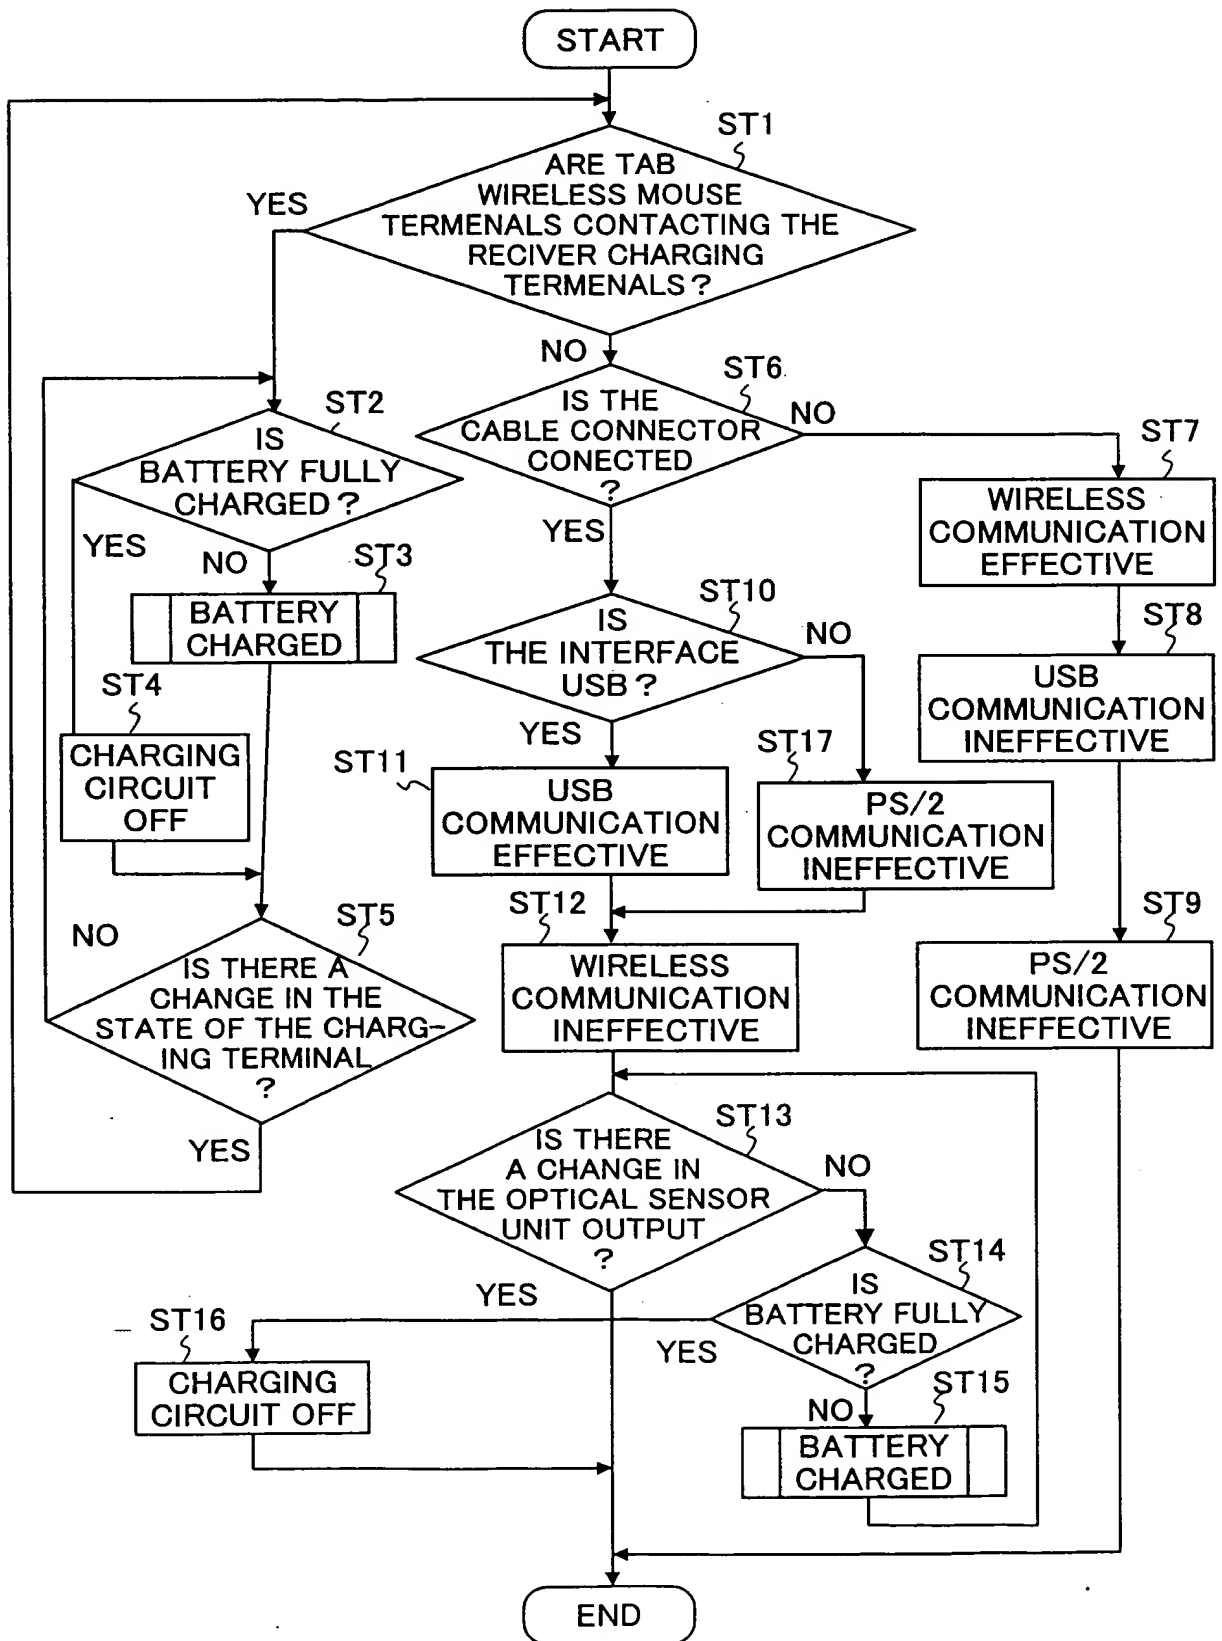 START
ST1
ARE TAB
WIRELESS MOUSE
TERMENALS CONTACTING THE
RECIVER CHARGING
TERMENALS?
YES
NO
ST2
IS
BATTERY FULLY
CHARGED?
YES
NO
ST3
BATTERY
CHARGED
ST4
CHARGING
CIRCUIT
OFF
ST5
NO
IS THERE A
CHANGE IN THE
STATE OF THE CHARG-
ING TERMINAL
?
YES
ST6
IS THE
CABLE CONNECTOR
CONECTED
?
NO
YES
ST7
WIRELESS
COMMUNICATION
EFFECTIVE
ST8
USB
COMMUNICATION
INEFFECTIVE
ST9
PS/2
COMMUNICATION
INEFFECTIVE
ST10
IS
THE INTERFACE
USB?
NO
YES
ST11
USB
COMMUNICATION
EFFECTIVE
ST17
PS/2
COMMUNICATION
INEFFECTIVE
ST12
WIRELESS
COMMUNICATION
INEFFECTIVE
ST13
IS THERE
A CHANGE IN
THE OPTICAL SENSOR
UNIT OUTPUT
?
NO
YES
ST14
IS
BATTERY FULLY
CHARGED
?
YES
NO
ST15
BATTERY
CHARGED
ST16
CHARGING
CIRCUIT OFF
END